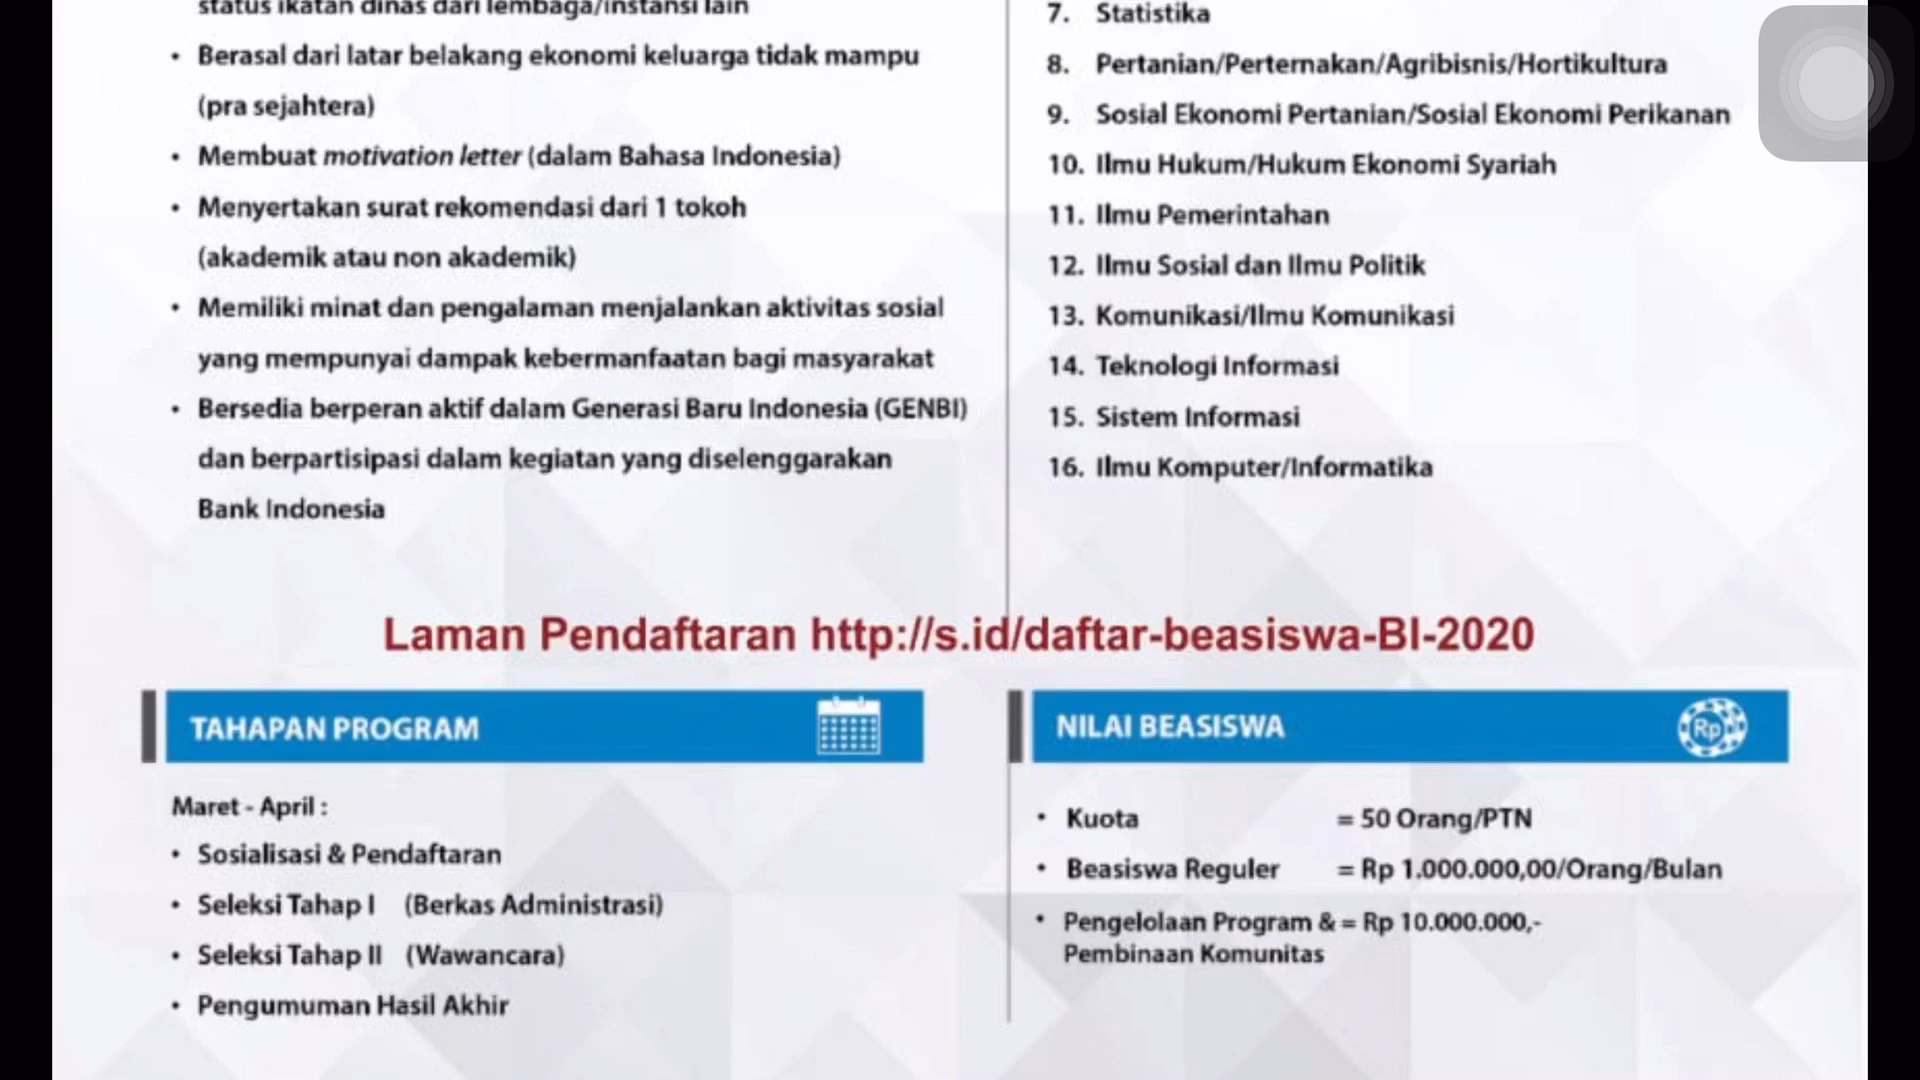 status ikatan dinas dari lembaga/instansi lain
• Berasal dari latar belakang ekonomi keluarga tidak mampu
(pra sejahtera)
• Membuat motivation letter (dalam Bahasa Indonesia)
• Menyertakan surat rekomendasi dari 1 tokoh
(akademik atau non akademik)
• Memiliki minat dan pengalaman menjalankan aktivitas sosial
yang mempunyai dampak kebermanfaatan bagi masyarakat
• Bersedia berperan aktif dalam Generasi Baru Indonesia (GENBI)
dan berpartisipasi dalam kegiatan yang diselenggarakan
Bank Indonesia
7. Statistika
8. Pertanian/Perternakan/Agribisnis/Hortikultura
9. Sosial Ekonomi Pertanian/Sosial Ekonomi Perikanan
10. Ilmu Hukum/Hukum Ekonomi Syariah
11. Ilmu Pemerintahan
12. Ilmu Sosial dan Ilmu Politik
13. Komunikasi/Ilmu Komunikasi
14. Teknologi Informasi
15. Sistem Informasi
16. Ilmu Komputer/Informatika
Laman Pendaftaran http://s.id/daftar-beasiswa-BI-2020
TAHAPAN PROGRAM
Maret - April :
• Sosialisasi & Pendaftaran
• Seleksi Tahap I (Berkas Administrasi)
• Seleksi Tahap II (Wawancara)
• Pengumuman Hasil Akhir
NILAI BEASISWA
Rp
• Kuota = 50 Orang/PTN
• Beasiswa Reguler = Rp 1.000.000,00/Orang/Bulan
• Pengelolaan Program & = Rp 10.000.000,-
Pembinaan Komunitas